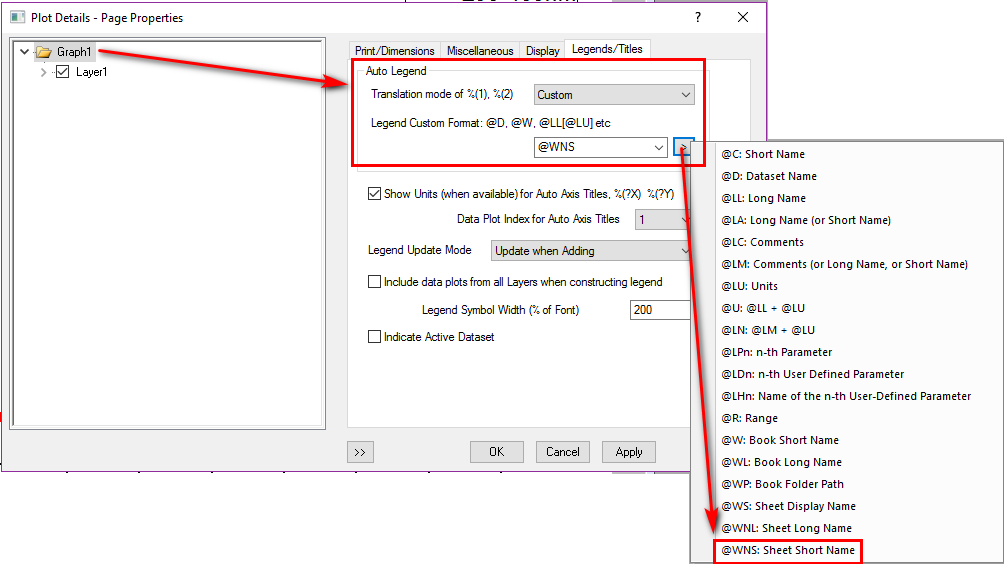 Plot Details - Page Properties
?
Graph1
Layer1
Print/Dimensions
Miscellaneous
Display
Legends/Titles
Auto Legend
Translation mode of %(1), %(2)
Custom
Legend Custom Format: @D, @W, @LL[@LU] etc
@WNS
>
Show Units (when available) for Auto Axis Titles, %(?X) %(?Y)
Data Plot Index for Auto Axis Titles
1
Legend Update Mode
Update when Adding
Include data plots from all Layers when constructing legend
Legend Symbol Width (% of Font)
200
Indicate Active Dataset
>>
OK
Cancel
Apply
@C: Short Name
@D: Dataset Name
@LL: Long Name
@LA: Long Name (or Short Name)
@LC: Comments
@LM: Comments (or Long Name, or Short Name)
@LU: Units
@U: @LL + @LU
@LN: @LM + @LU
@LPn: n-th Parameter
@LDn: n-th User Defined Parameter
@LHn: Name of the n-th User-Defined Parameter
@R: Range
@W: Book Short Name
@WL: Book Long Name
@WP: Book Folder Path
@WS: Sheet Display Name
@WNL: Sheet Long Name
@WNS: Sheet Short Name